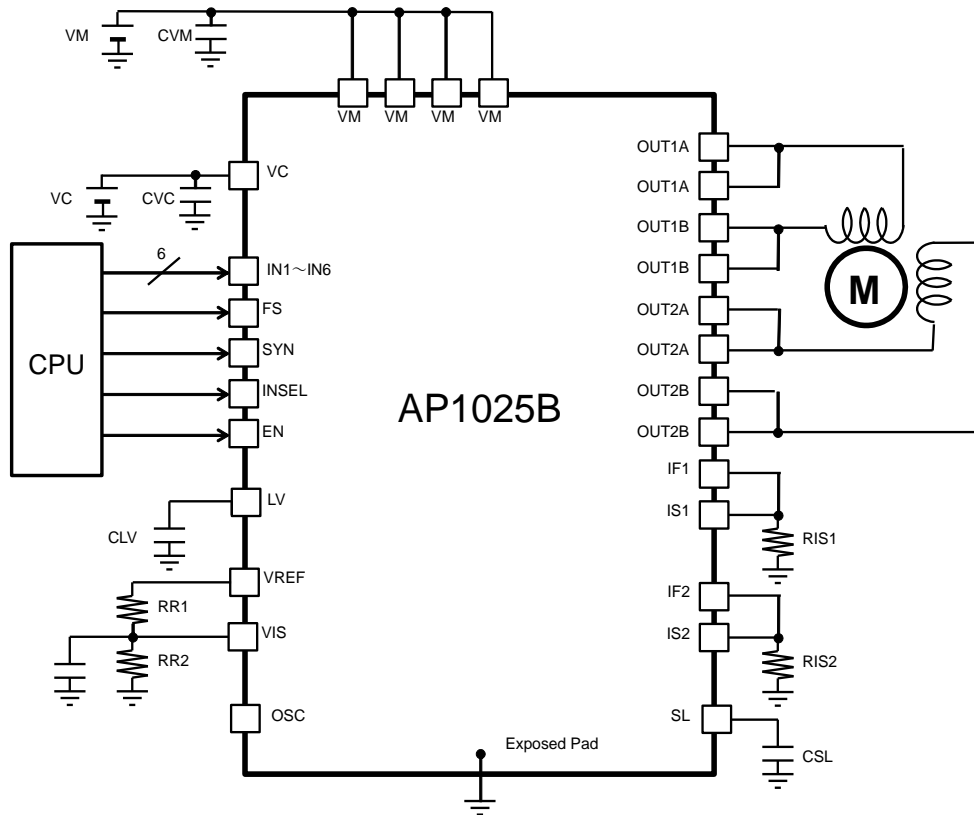 VM
CVM
VM VM VM VM
VC
VC
CVC
6
IN1～IN6
FS
SYN
INSEL
EN
CPU
LV
CLV
VREF
RR1
VIS
RR2
OSC
AP1025B
Exposed Pad
OUT1A
OUT1A
OUT1B
OUT1B
OUT2A
OUT2A
OUT2B
OUT2B
M
IF1
IS1
RIS1
IF2
IS2
RIS2
SL
CSL